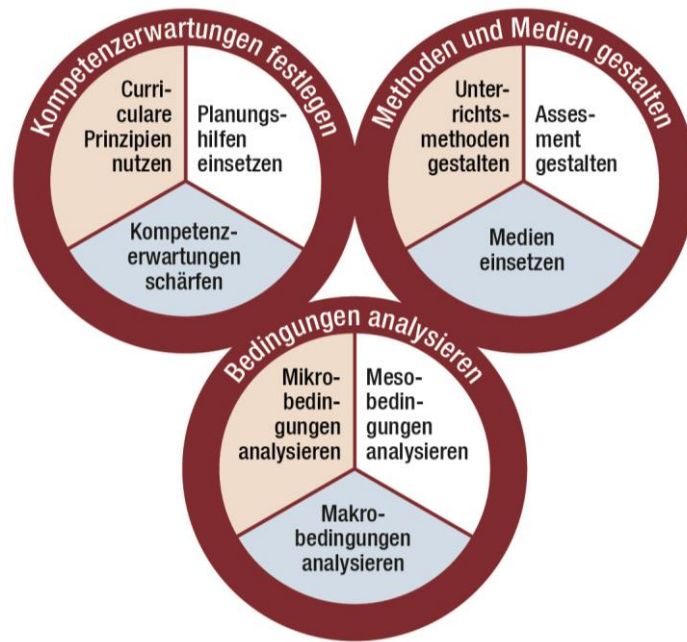 Kompetenzerwartungen festlegen
Curri-
culare
Prinzipien
nutzen
Planungs-
hilfen
einsetzen
Kompetenz-
erwartungen
schärfen
Methoden und Medien gestalten
Unter-
richts-
methoden
gestalten
Asses-
ment
gestalten
Medien
einsetzen
Bedingungen analysieren
Mikro-
bedin-
gungen
analysieren
Meso-
bedin-
gungen
analysieren
Makro-
bedingungen
analysieren